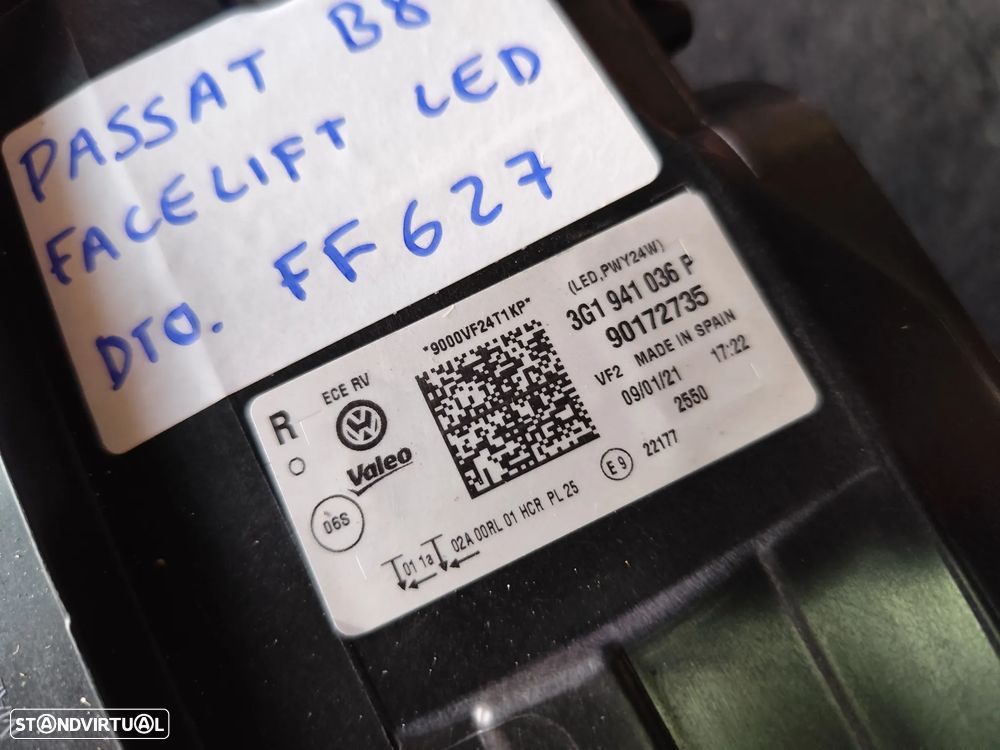 PASSAT B8
FACELIFT LED
DTO. FF627
(LED,PWY24W)
3G1 941 036 P
90172735
VF2 MADE IN SPAIN
09/01/21 17:22
2550
*9000VF24T1KP*
ECE RV
R
Valeo
06S
E9 22177
01 1a 02A 00RL 01 HCR PL 25
STANDVIRTUAL